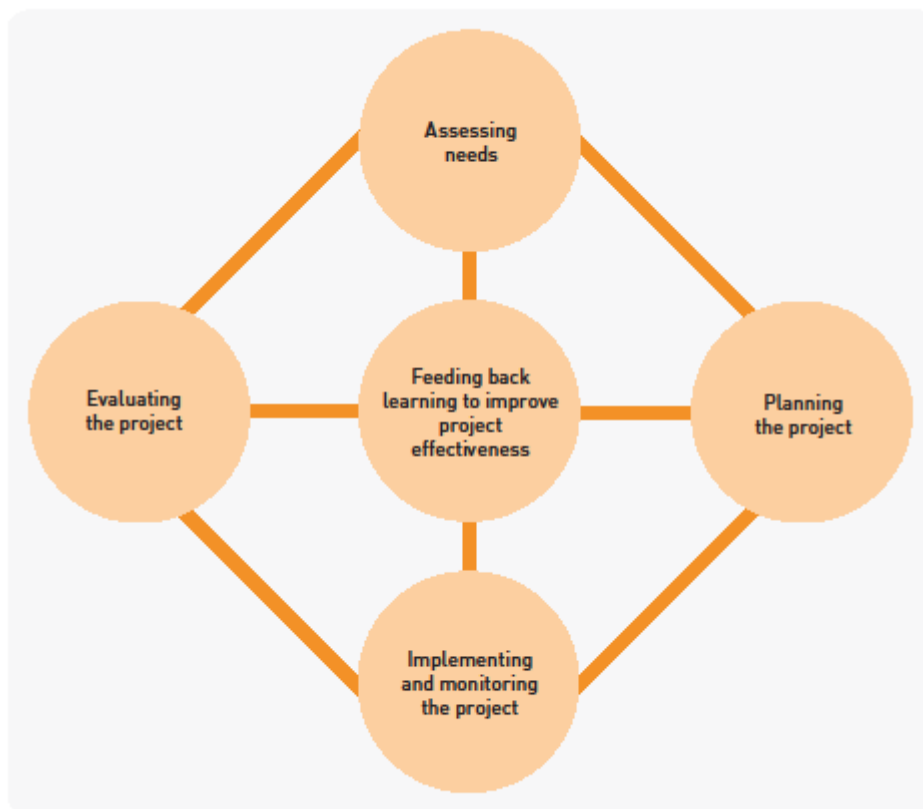 Assessing
needs
Evaluating
the project
Feeding back
learning to improve
project
effectiveness
Planning
the project
Implementing
and monitoring
the project